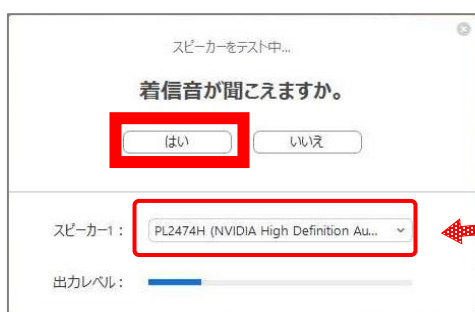 スピーカーをテスト中...
着信音が聞こえますか。
はい いいえ
スピーカー1： PL2474H (NVIDIA High Definition Au...
出力レベル：